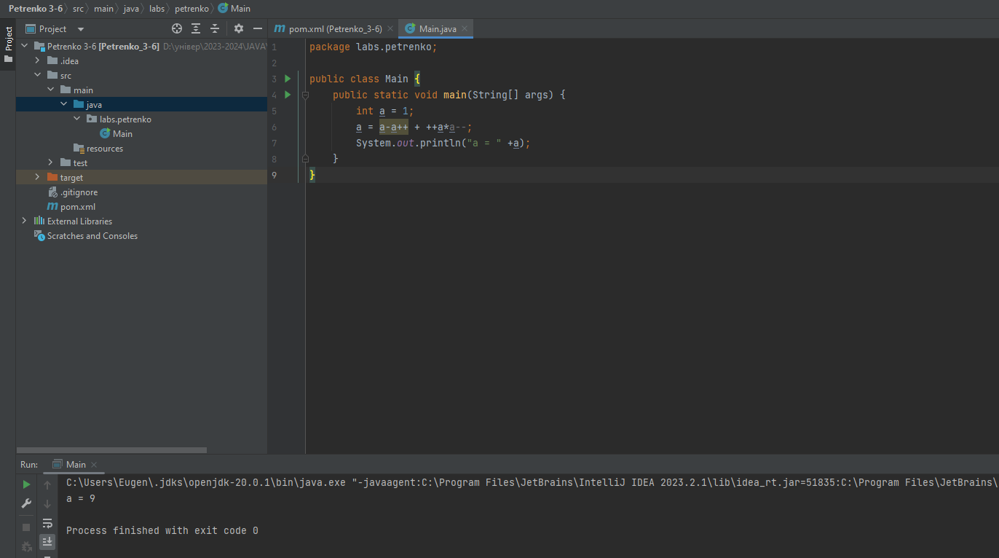 Petrenko 3-6 src main java labs petrenko Main
Project
Project
pom.xml (Petrenko_3-6)
Main.java
Petrenko 3-6 [Petrenko_3-6] D:\універ\2023-2024\JAVA\
.idea
src
main
java
labs.petrenko
Main
resources
test
target
.gitignore
pom.xml
External Libraries
Scratches and Consoles
1 package labs.petrenko;
2
3 public class Main {
4 public static void main(String[] args) {
5 int a = 1;
6 a = a-a++ + ++a*a--;
7 System.out.println("a = " +a);
8 }
9 }
Run: Main
C:\Users\Eugen\.jdks\openjdk-20.0.1\bin\java.exe "-javaagent:C:\Program Files\JetBrains\IntelliJ IDEA 2023.2.1\lib\idea_rt.jar=51835:C:\Program Files\JetBrains\
a = 9
Process finished with exit code 0